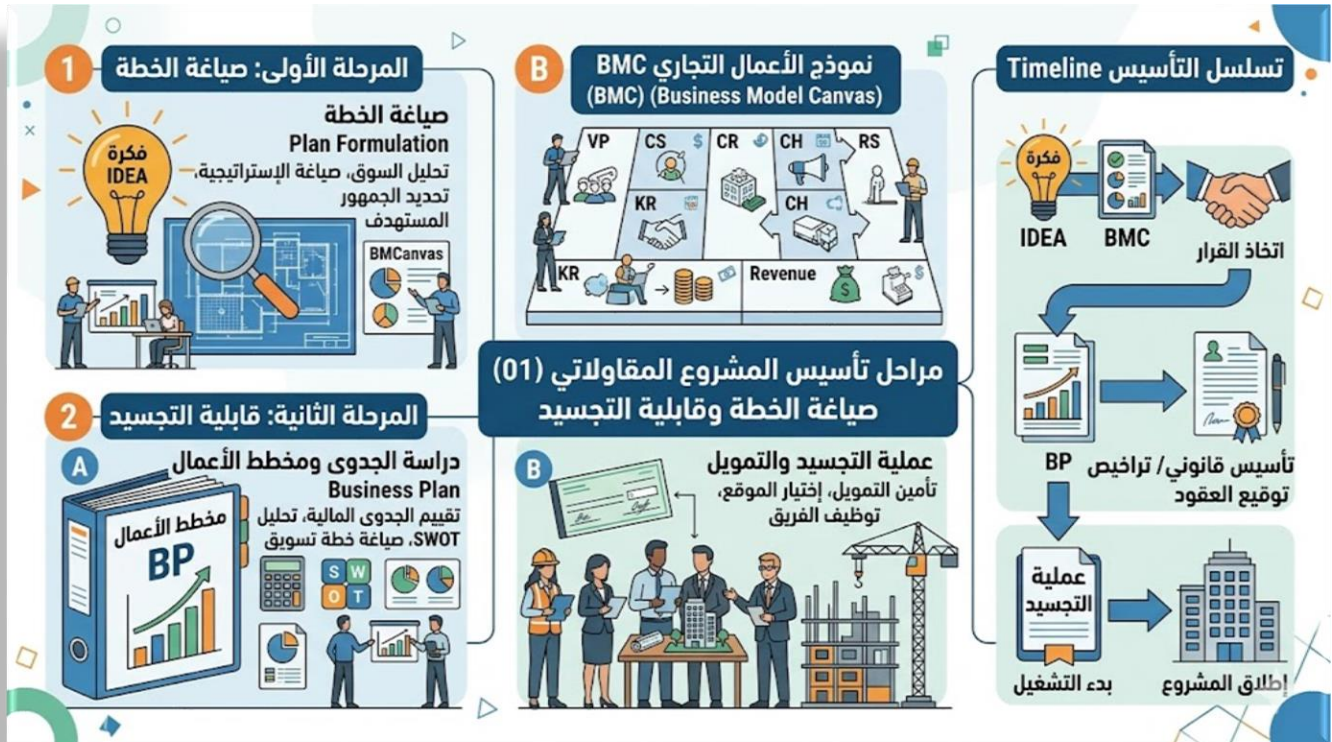 1
المرحلة الأولى: صياغة الخطة
صياغة الخطة
Plan Formulation
تحليل السوق، صياغة الإستراتيجية،
تحديد الجمهور
المستهدف
فكرة
IDEA
BMCanvas
B
نموذج الأعمال التجاري BMC
(BMC) (Business Model Canvas)
VP
CS
$
CR
CH
RS
KR
CH
KR
Revenue
$
$
تسلسل التأسيس Timeline
فكرة
IDEA
BMC
اتخاذ القرار
BP
تأسيس قانوني/ تراخيص
توقيع العقود
عملية
التجسيد
بدء التشغيل
إطلاق المشروع
مراحل تأسيس المشروع المقاولاتي (01)
صياغة الخطة وقابلية التجسيد
2
المرحلة الثانية: قابلية التجسيد
A
دراسة الجدوى ومخطط الأعمال
Business Plan
تقييم الجدوى المالية، تحليل
SWOT، صياغة خطة تسويق
مخطط الأعمال
BP
S W
O T
B
عملية التجسيد والتمويل
تأمين التمويل، إختيار الموقع،
توظيف الفريق